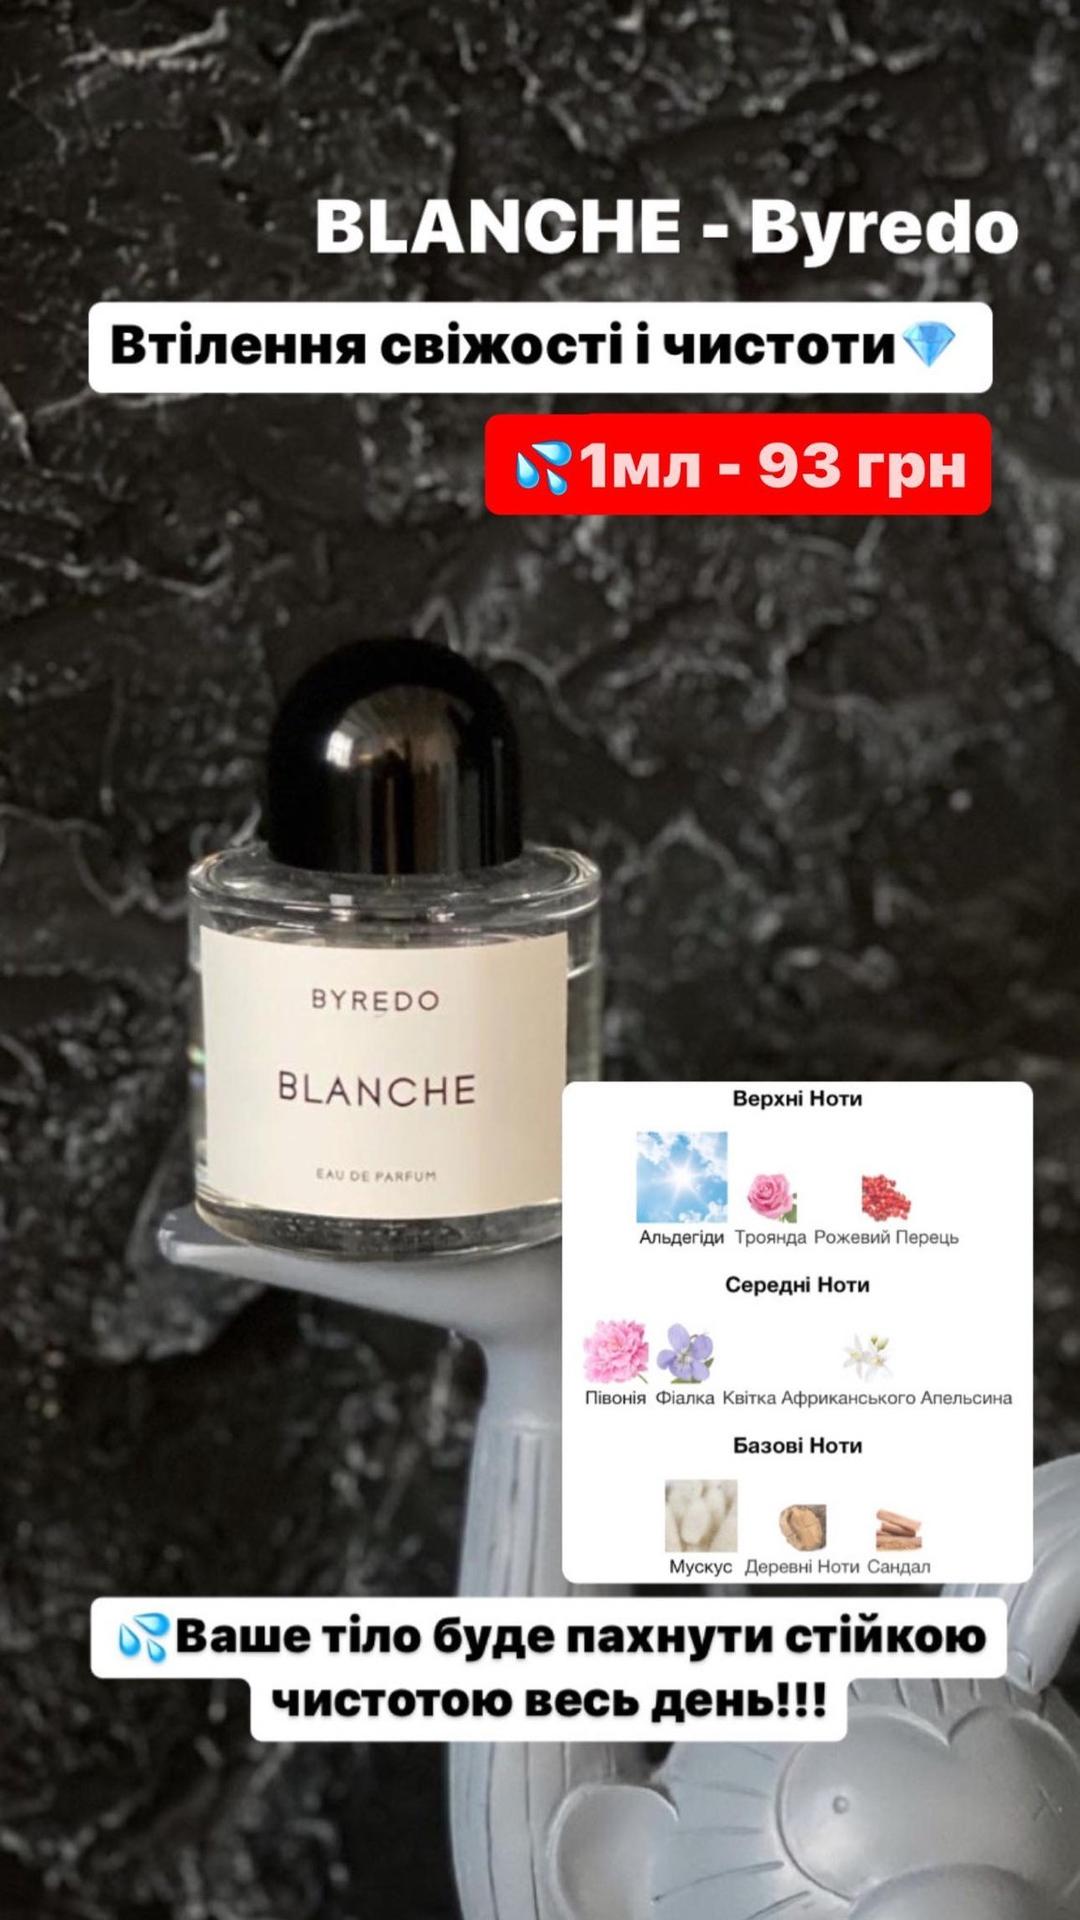 BLANCHE - Byredo
Втілення свіжості і чистоти💎
💦1мл - 93 грн
BYREDO
BLANCHE
EAU DE PARFUM
Верхні Ноти
Альдегіди Троянда Рожевий Перець
Середні Ноти
Півонія Фіалка Квітка Африканського Апельсина
Базові Ноти
Мускус Деревні Ноти Сандал
💦Ваше тіло буде пахнути стійкою
чистотою весь день!!!